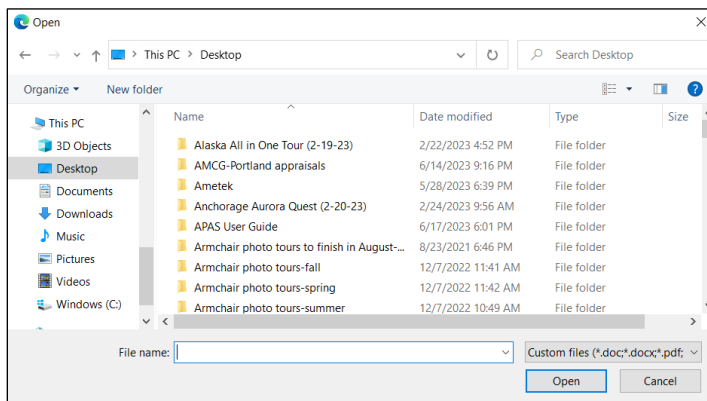 Open
This PC > Desktop
Search Desktop
Organize
New folder
Name Date modified Type Size
This PC
3D Objects
Desktop
Documents
Downloads
Music
Pictures
Videos
Windows (C:)
Alaska All in One Tour (2-19-23) 2/22/2023 4:52 PM File folder
AMCG-Portland appraisals 6/14/2023 9:16 PM File folder
Ametek 5/28/2023 6:39 PM File folder
Anchorage Aurora Quest (2-20-23) 2/24/2023 9:56 AM File folder
APAS User Guide 6/17/2023 6:01 PM File folder
Armchair photo tours to finish in August-... 8/23/2021 6:46 PM File folder
Armchair photo tours-fall 12/7/2022 11:41 AM File folder
Armchair photo tours-spring 12/7/2022 11:42 AM File folder
Armchair photo tours-summer 12/7/2022 10:49 AM File folder
File name:
Custom files (*.doc;*.docx;*.pdf;
Open
Cancel